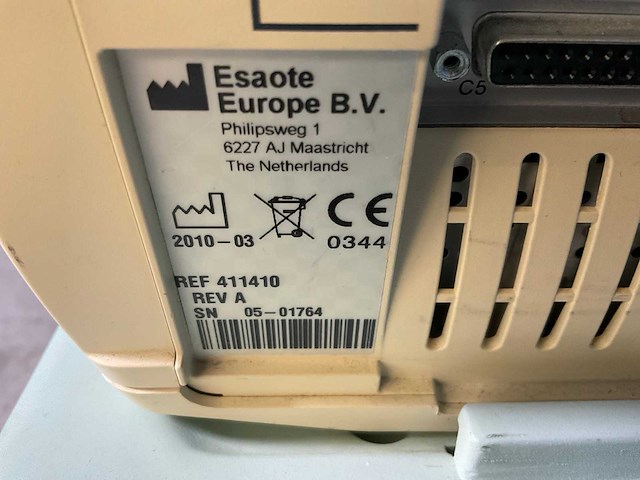 Esaote
Europe B.V.
Philipsweg 1
6227 AJ Maastricht
The Netherlands
2010-03
CE
0344
REF 411410
REV A
SN 05-01764
C5